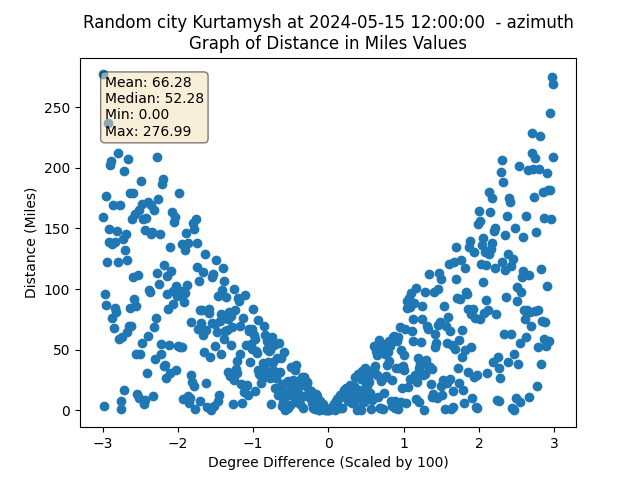 Random city Kurtamysh at 2024-05-15 12:00:00  - azimuth
Graph of Distance in Miles Values
Mean: 66.28
Median: 52.28
Min: 0.00
Max: 276.99
250
200
150
100
50
0
Distance (Miles)
−3 −2 −1 0 1 2 3
Degree Difference (Scaled by 100)